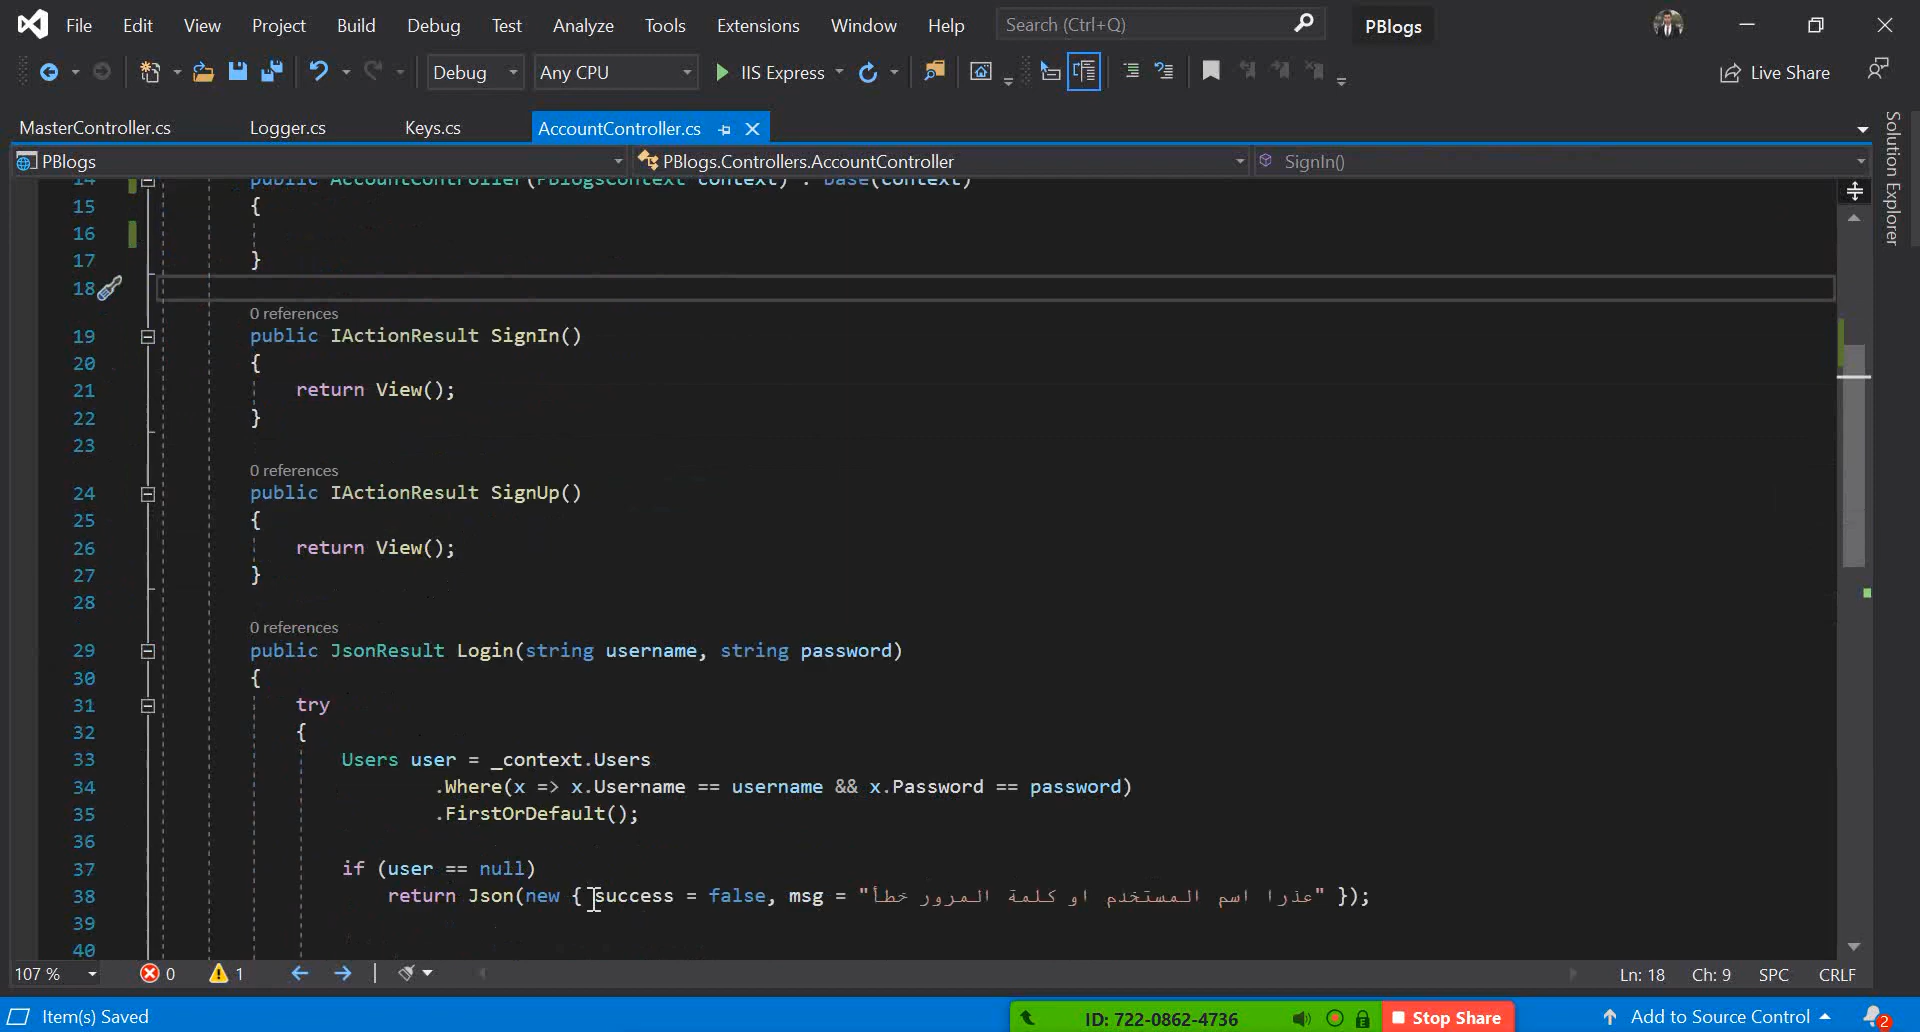 File Edit View Project Build Debug Test Analyze Tools Extensions Window Help Search (Ctrl+Q) PBlogs
Debug Any CPU IIS Express Live Share
MasterController.cs Logger.cs Keys.cs AccountController.cs
PBlogs PBlogs.Controllers.AccountController SignIn()
Solution Explorer
14 public AccountController(PBlogsContext context) : base(context)
15 {
16
17 }
18
0 references
19 public IActionResult SignIn()
20 {
21 return View();
22 }
23
0 references
24 public IActionResult SignUp()
25 {
26 return View();
27 }
28
0 references
29 public JsonResult Login(string username, string password)
30 {
31 try
32 {
33 Users user = _context.Users
34 .Where(x => x.Username == username && x.Password == password)
35 .FirstOrDefault();
36
37 if (user == null)
38 return Json(new { success = false, msg = "عذرا اسم المستخدم او كلمة المرور خطأ" });
39
40
107 % 0 1 Ln: 18 Ch: 9 SPC CRLF
Item(s) Saved ID: 722-0862-4736 Stop Share Add to Source Control 2